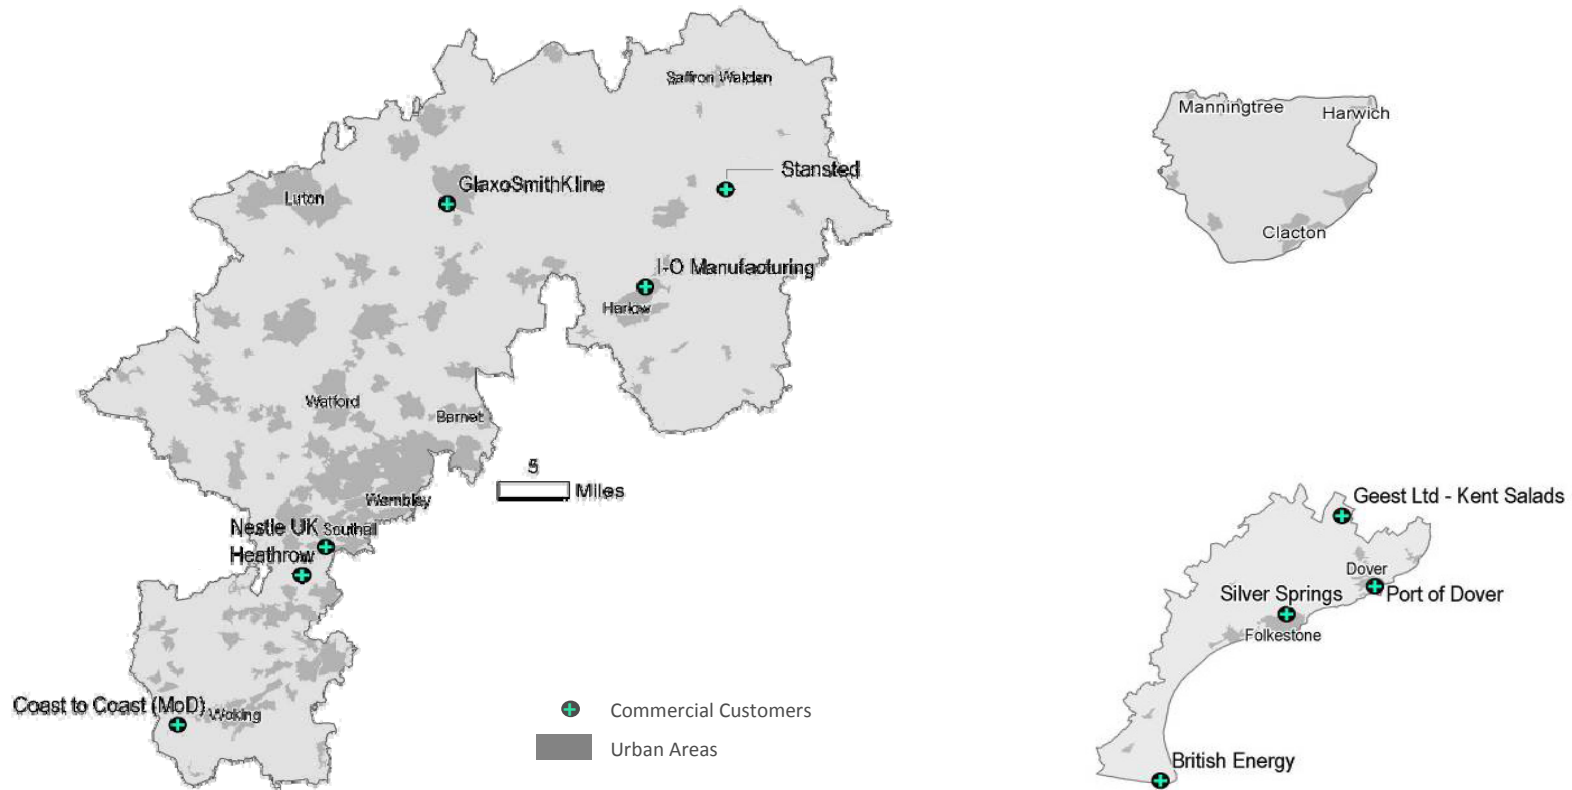 Saffron Walden
Manningtree
Harwich
Stansted
GlaxoSmithKline
Luton
Clacton
I-O Manufacturing
Harlow
Watford
Barnet
5
Miles
Wembley
Geest Ltd - Kent Salads
Nestle UK
Southall
Heathrow
Dover
Port of Dover
Silver Springs
Folkestone
Coast to Coast (MoD)
Woking
Commercial Customers
Urban Areas
British Energy